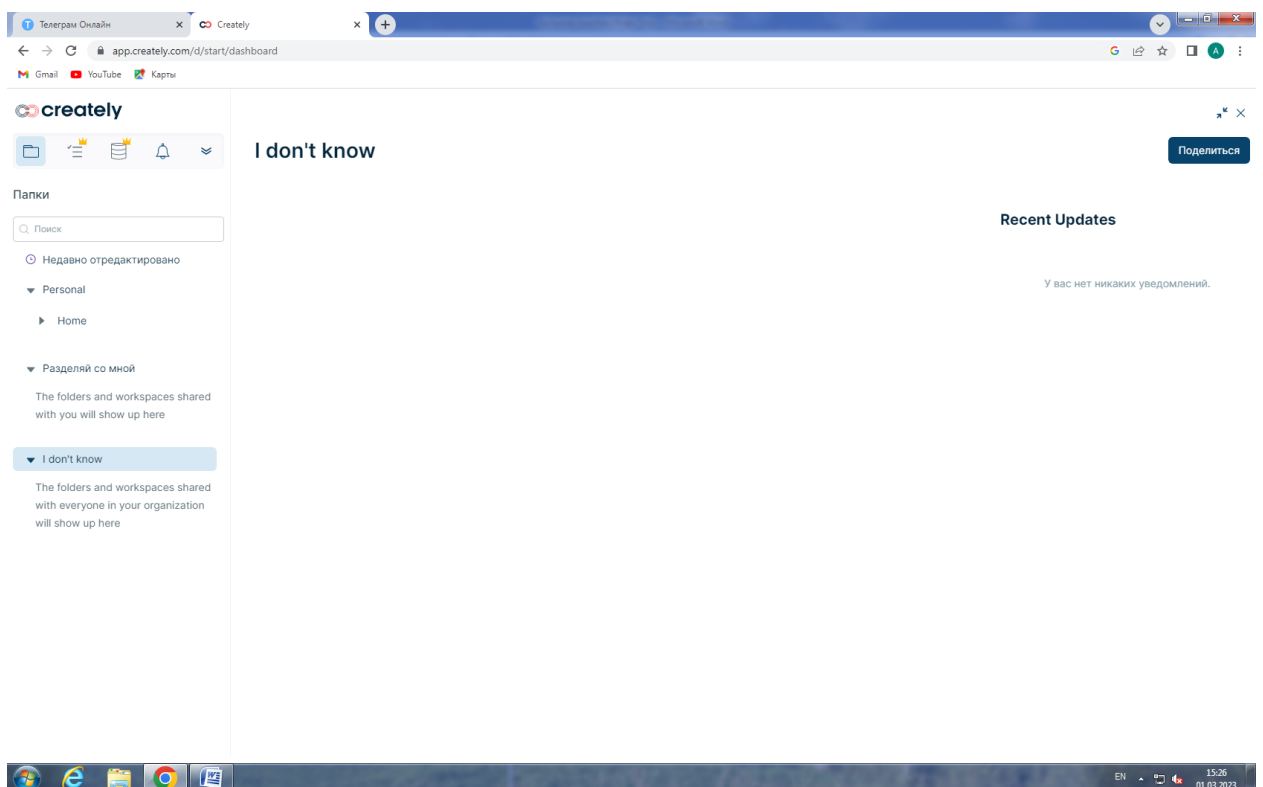 Телеграм Онлайн
Creately
app.creately.com/d/start/dashboard
Gmail
YouTube
Карты
creately
I don't know
Поделиться
Папки
Поиск
Недавно отредактировано
Personal
Home
Разделяй со мной
The folders and workspaces shared
with you will show up here
I don't know
The folders and workspaces shared
with everyone in your organization
will show up here
Recent Updates
У вас нет никаких уведомлений.
EN
15:26
01.03.2023